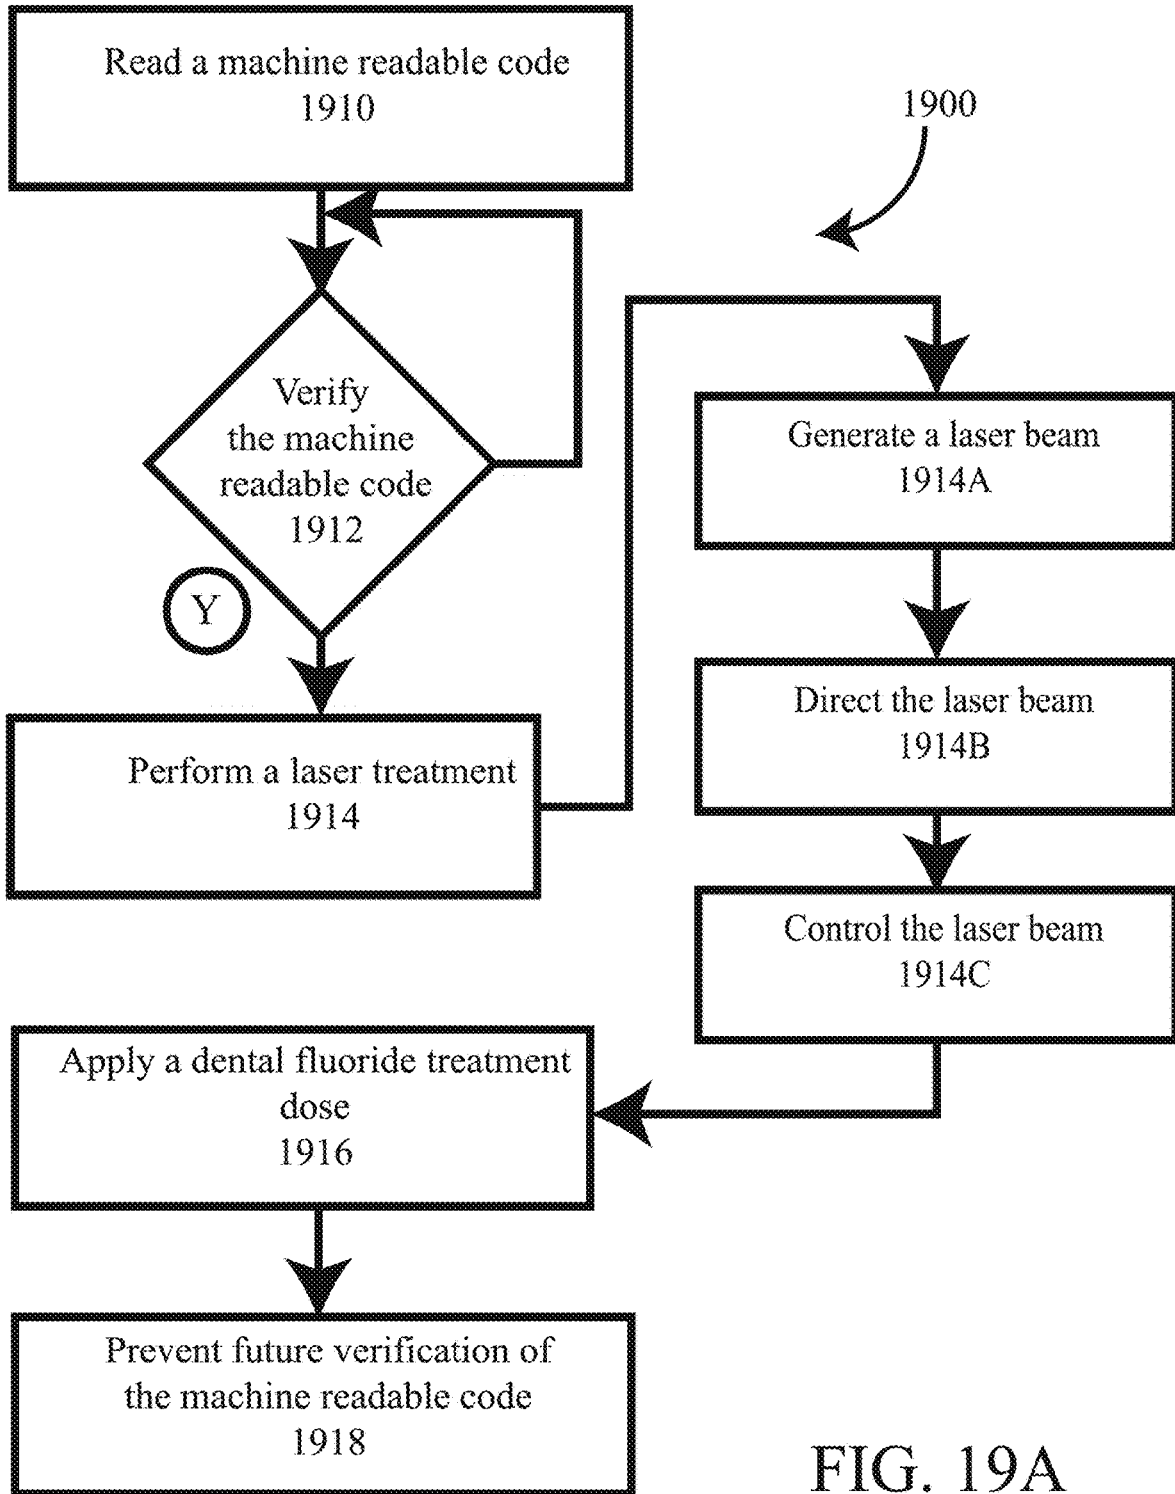 Read a machine readable code
1910
1900
Verify
the machine
readable code
1912
Y
Perform a laser treatment
1914
Generate a laser beam
1914A
Direct the laser beam
1914B
Control the laser beam
1914C
Apply a dental fluoride treatment
dose
1916
Prevent future verification of
the machine readable code
1918
FIG. 19A